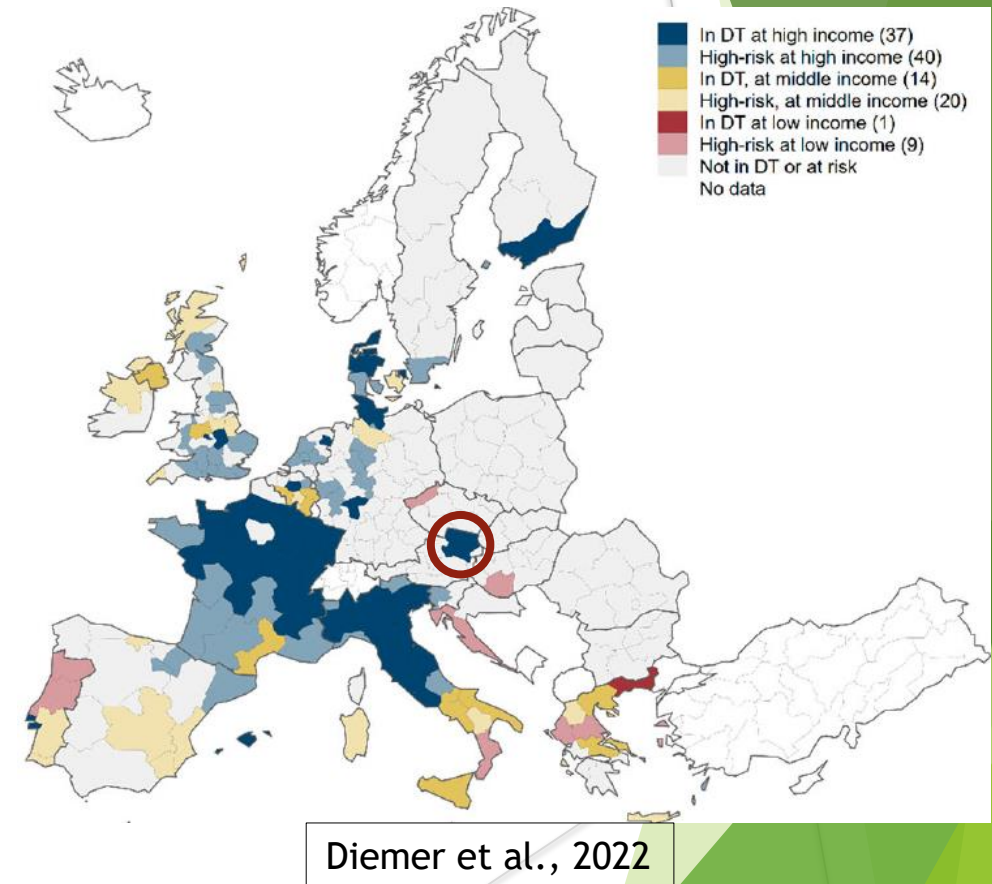 In DT at high income (37)
High-risk at high income (40)
In DT, at middle income (14)
High-risk, at middle income (20)
In DT at low income (1)
High-risk at low income (9)
Not in DT or at risk
No data
Diemer et al., 2022